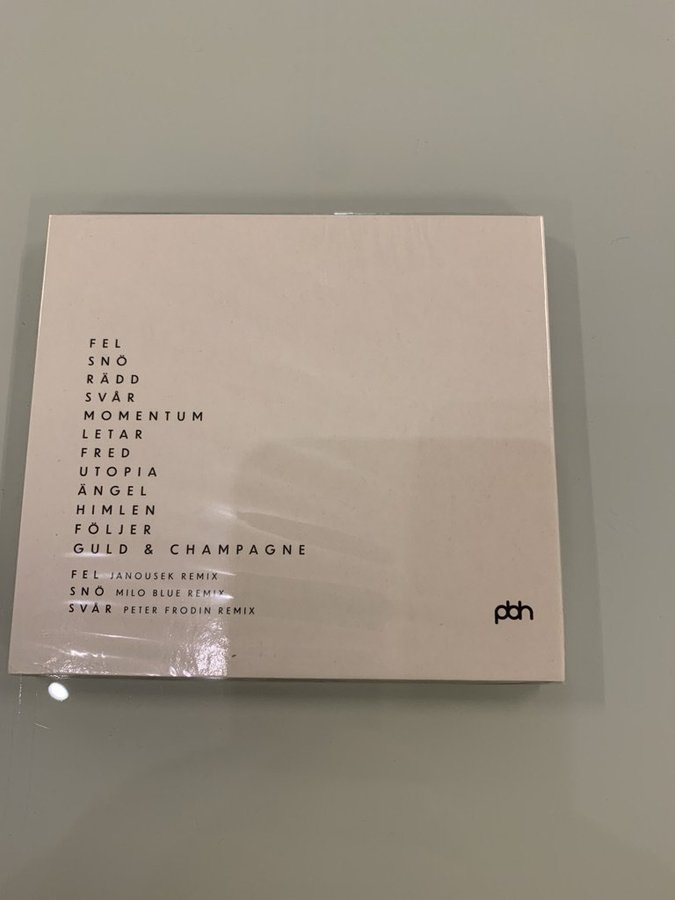 FEL
SNÖ
RÄDD
SVÅR
MOMENTUM
LETAR
FRED
UTOPIA
ÄNGEL
HIMLEN
FÖLJER
GULD & CHAMPAGNE
FEL JANOUSEK REMIX
SNÖ MILO BLUE REMIX
SVÅR PETER FRODIN REMIX
pbh